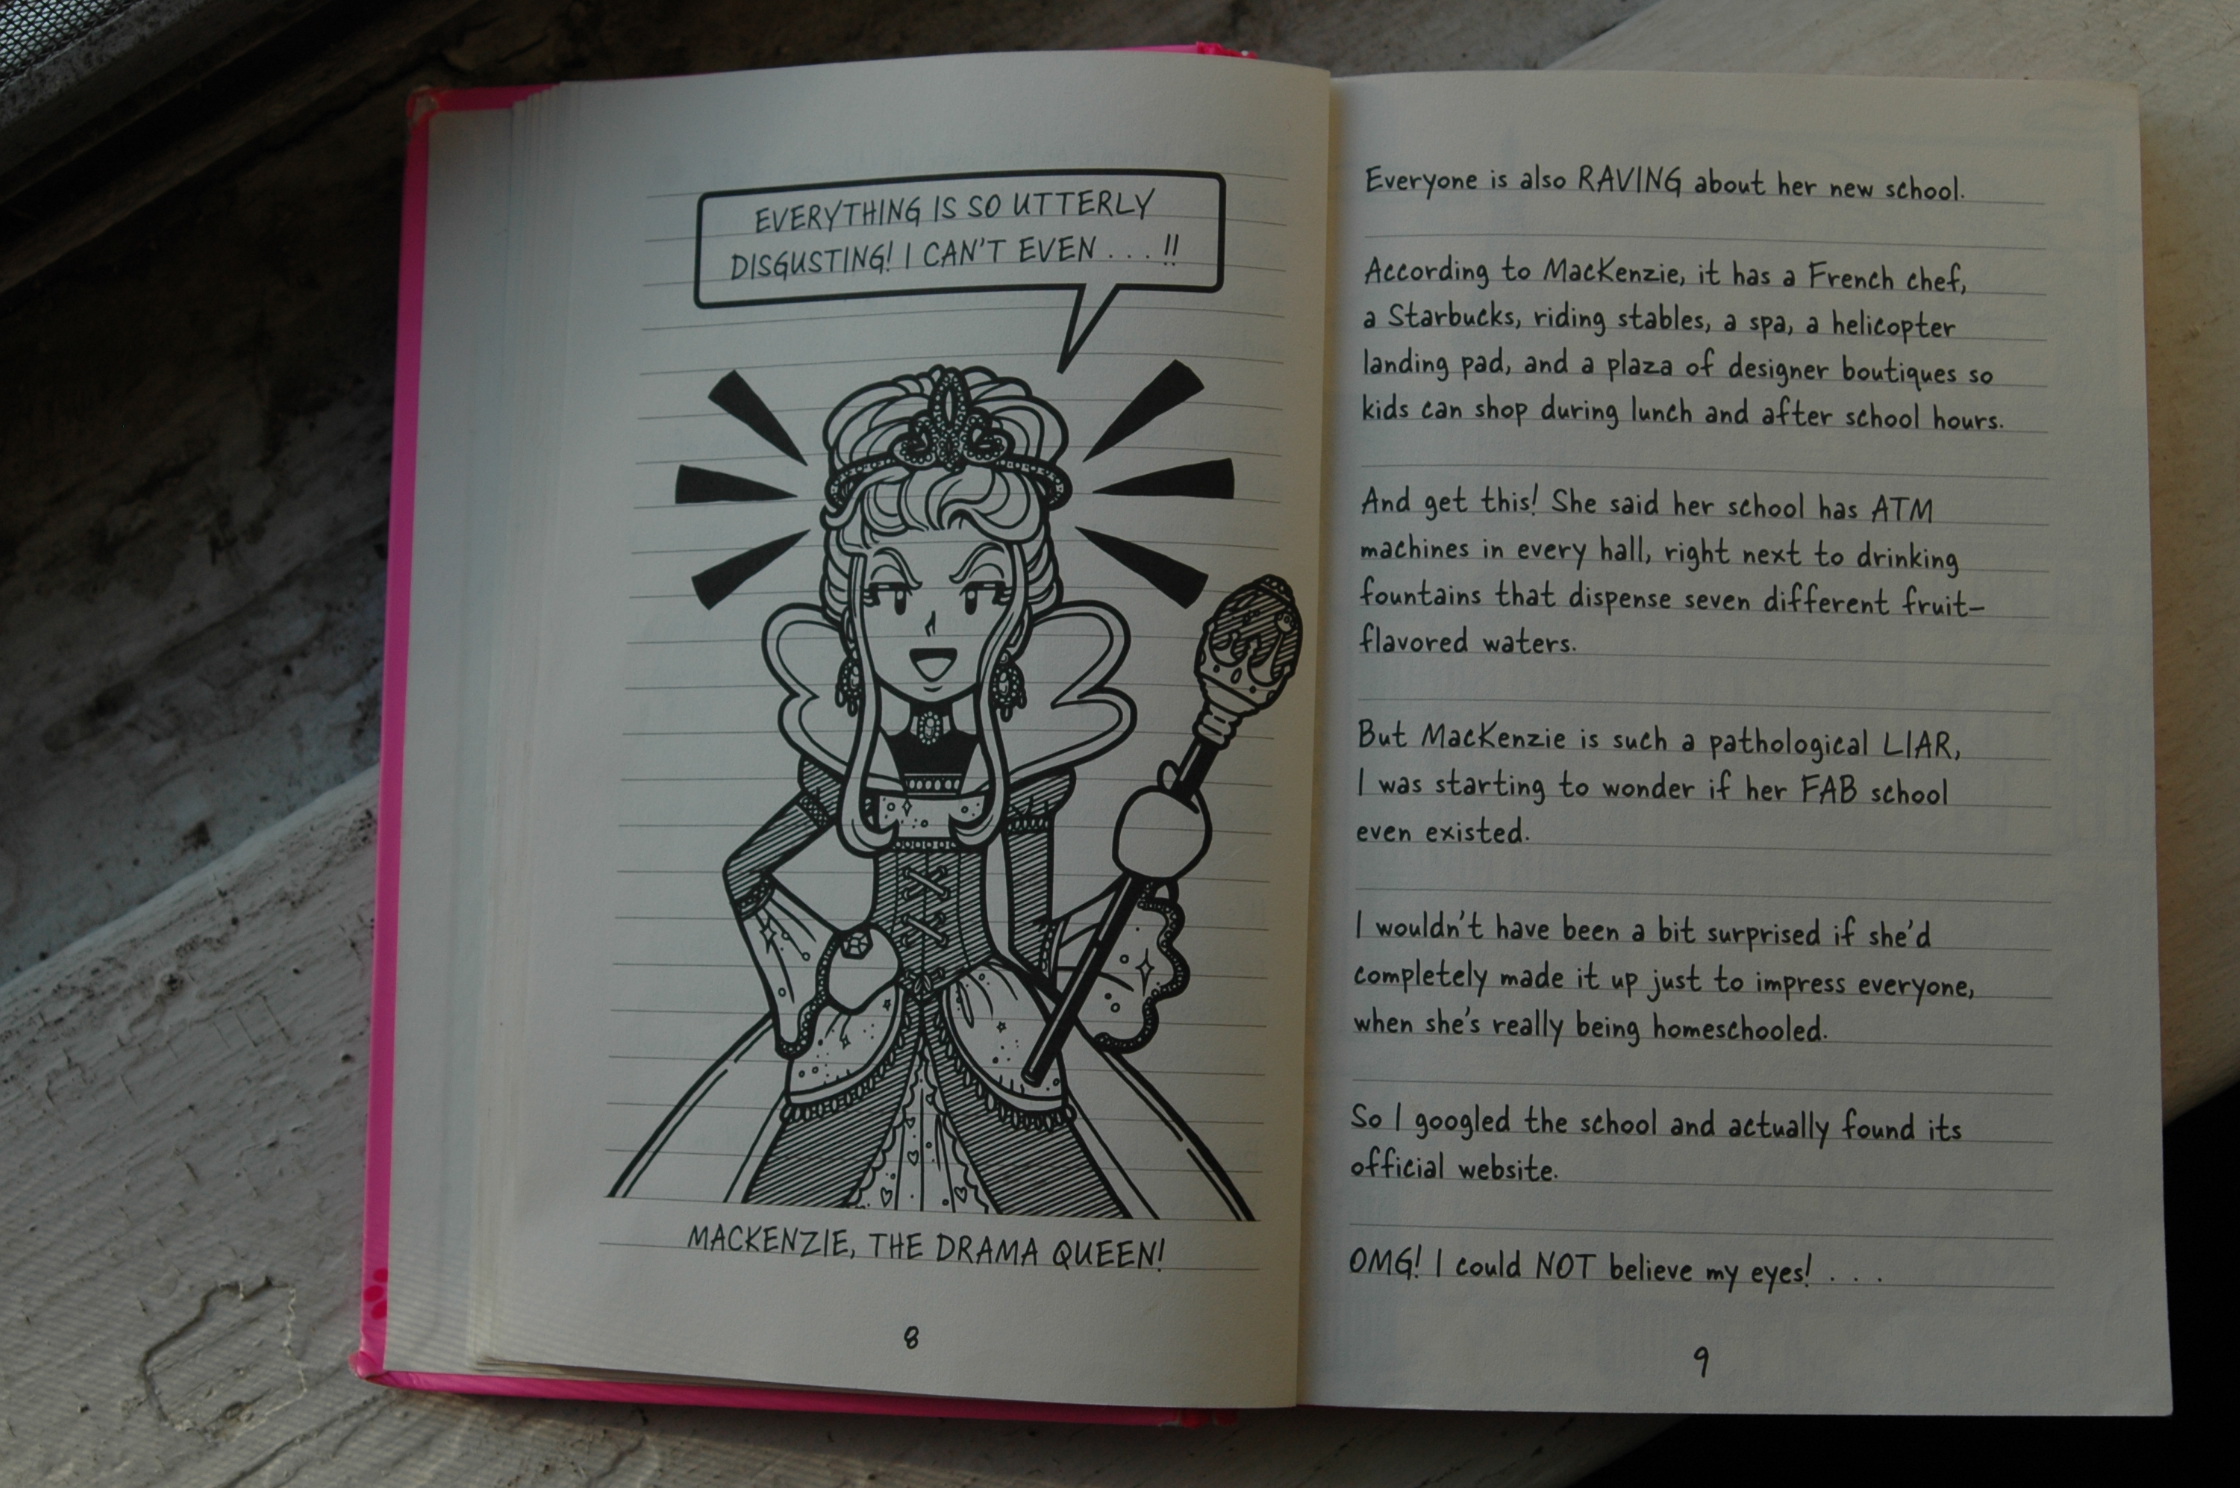 EVERYTHING IS SO UTTERLY
DISGUSTING! I CAN'T EVEN . . . !!
MACKENZIE, THE DRAMA QUEEN!
8
Everyone is also RAVING about her new school.
According to MacKenzie, it has a French chef,
a Starbucks, riding stables, a spa, a helicopter
landing pad, and a plaza of designer boutiques so
kids can shop during lunch and after school hours.
And get this! She said her school has ATM
machines in every hall, right next to drinking
fountains that dispense seven different fruit–
flavored waters.
But MacKenzie is such a pathological LIAR,
I was starting to wonder if her FAB school
even existed.
I wouldn't have been a bit surprised if she'd
completely made it up just to impress everyone,
when she's really being homeschooled.
So I googled the school and actually found its
official website.
OMG! I could NOT believe my eyes! . . .
9